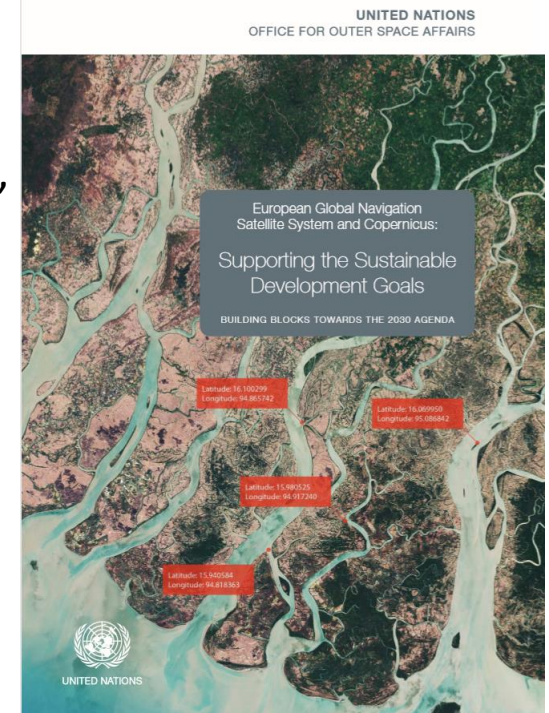 UNITED NATIONS
OFFICE FOR OUTER SPACE AFFAIRS
European Global Navigation
Satellite System and Copernicus:
Supporting the Sustainable
Development Goals
BUILDING BLOCKS TOWARDS THE 2030 AGENDA
Latitude: 16.100299
Longitude: 94.865742
Latitude: 16.069950
Longitude: 95.086842
Latitude: 15.980525
Longitude: 94.917240
Latitude: 15.940584
Longitude: 94.818363
UNITED NATIONS